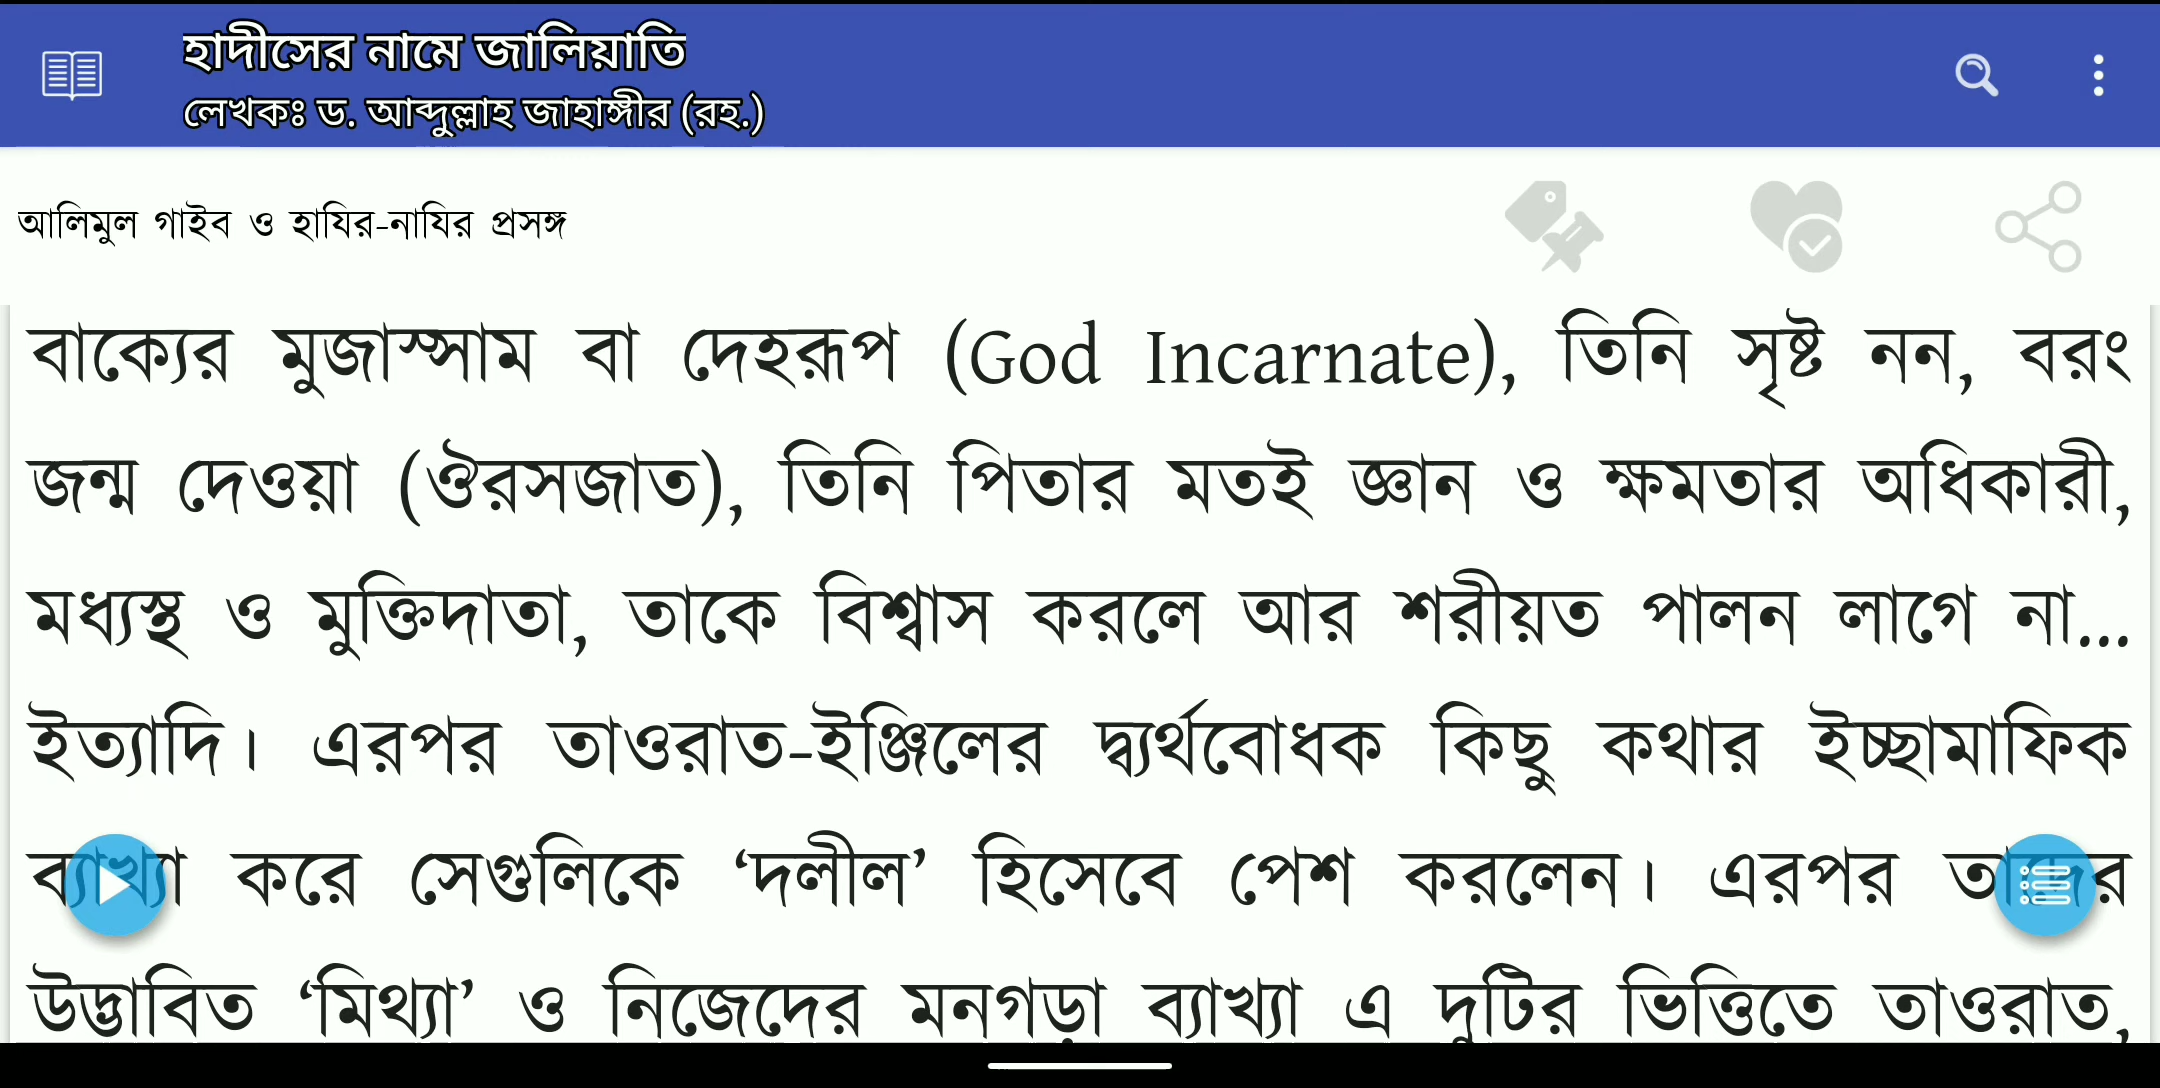 হাদীসের নামে জালিয়াতি
লেখকঃ ড. আব্দুল্লাহ জাহাঙ্গীর (রহ.)
আলিমুল গাইব ও হাযির-নাযির প্রসঙ্গ
বাক্যের মুজাস্সাম বা দেহরূপ (God Incarnate), তিনি সৃষ্ট নন, বরং
জন্ম দেওয়া (ঔরসজাত), তিনি পিতার মতই জ্ঞান ও ক্ষমতার অধিকারী,
মধ্যস্থ ও মুক্তিদাতা, তাকে বিশ্বাস করলে আর শরীয়ত পালন লাগে না...
ইত্যাদি। এরপর তাওরাত-ইঞ্জিলের দ্ব্যর্থবোধক কিছু কথার ইচ্ছামাফিক
ব্যাখ্যা করে সেগুলিকে ‘দলীল’ হিসেবে পেশ করলেন। এরপর তাদের
উদ্ভাবিত ‘মিথ্যা’ ও নিজেদের মনগড়া ব্যাখ্যা এ দুটির ভিত্তিতে তাওরাত,